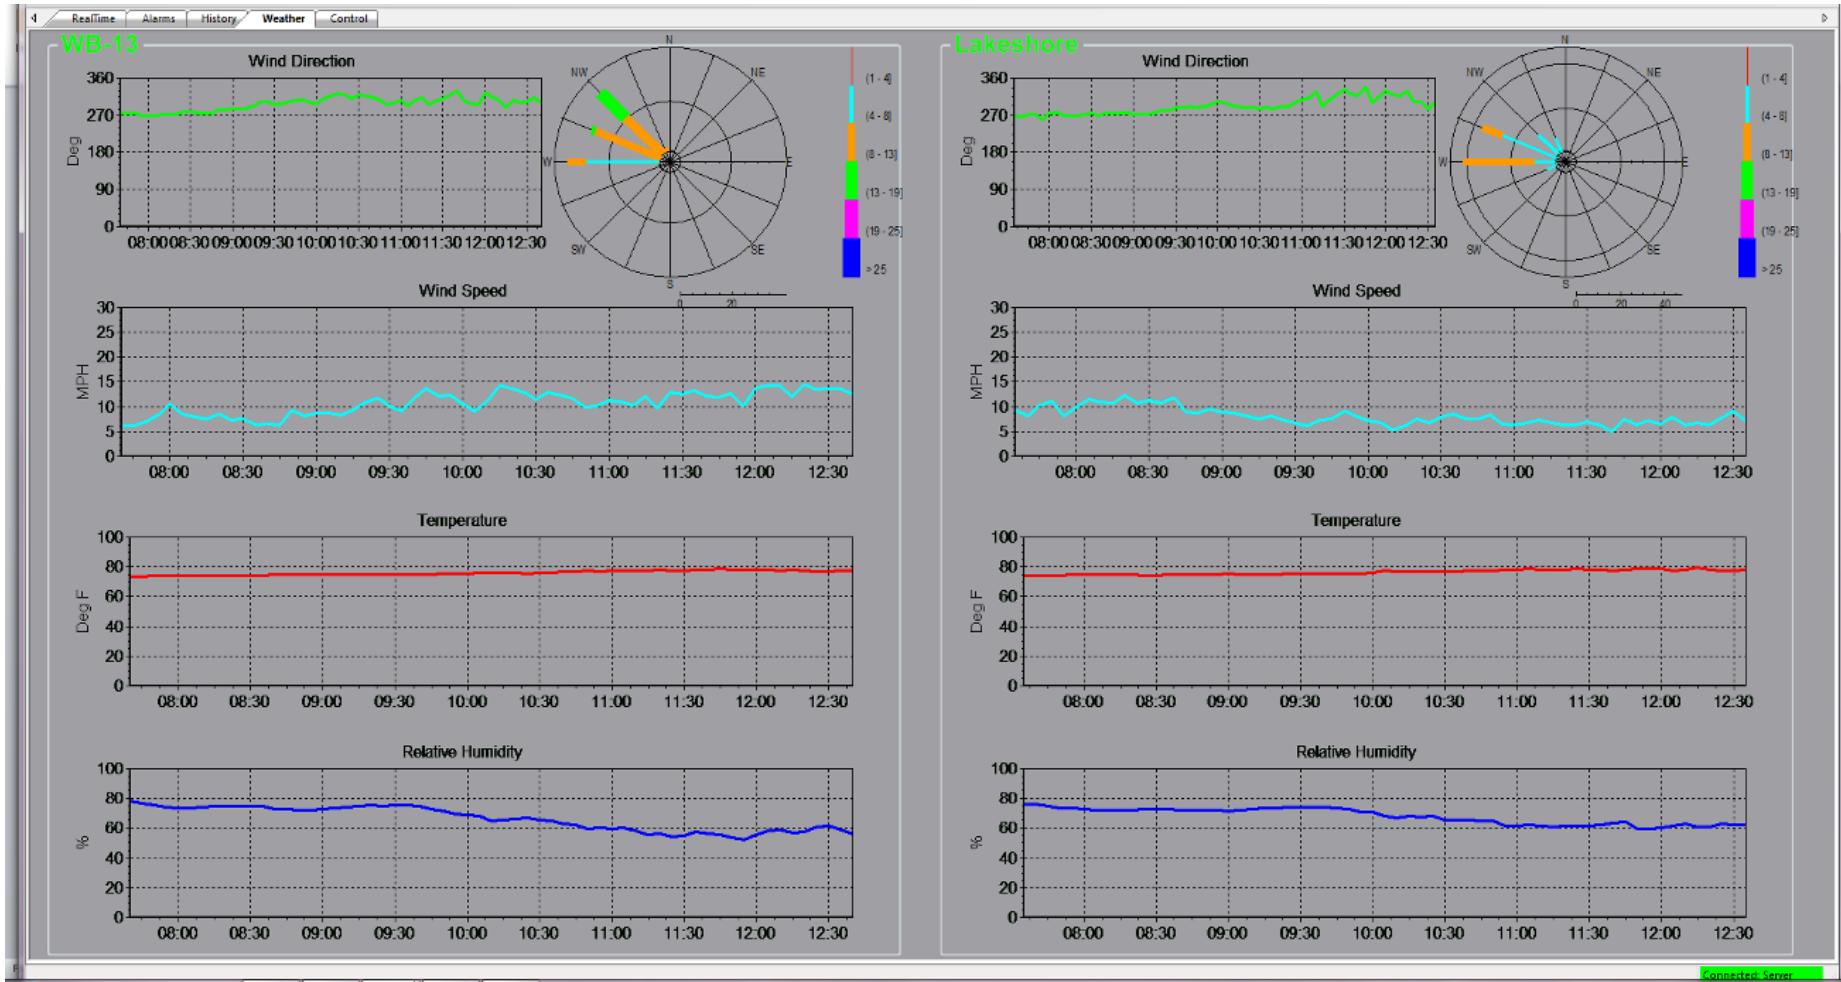 RealTime Alarms History Weather Control
WB-13
Wind Direction
Deg
360
270
180
90
0
08:00 08:30 09:00 09:30 10:00 10:30 11:00 11:30 12:00 12:30
N
NE
E
SE
S
SW
W
NW
0 20
(1 - 4]
(4 - 8]
(8 - 13]
(13 - 19]
(19 - 25]
> 25
Wind Speed
MPH
30
25
20
15
10
5
0
08:00 08:30 09:00 09:30 10:00 10:30 11:00 11:30 12:00 12:30
Temperature
Deg F
100
80
60
40
20
0
08:00 08:30 09:00 09:30 10:00 10:30 11:00 11:30 12:00 12:30
Relative Humidity
%
100
80
60
40
20
0
08:00 08:30 09:00 09:30 10:00 10:30 11:00 11:30 12:00 12:30
Lakeshore
Wind Direction
Deg
360
270
180
90
0
08:00 08:30 09:00 09:30 10:00 10:30 11:00 11:30 12:00 12:30
N
NE
E
SE
S
SW
W
NW
0 20 40
(1 - 4]
(4 - 8]
(8 - 13]
(13 - 19]
(19 - 25]
> 25
Wind Speed
MPH
30
25
20
15
10
5
0
08:00 08:30 09:00 09:30 10:00 10:30 11:00 11:30 12:00 12:30
Temperature
Deg F
100
80
60
40
20
0
08:00 08:30 09:00 09:30 10:00 10:30 11:00 11:30 12:00 12:30
Relative Humidity
%
100
80
60
40
20
0
08:00 08:30 09:00 09:30 10:00 10:30 11:00 11:30 12:00 12:30
Connected: Server